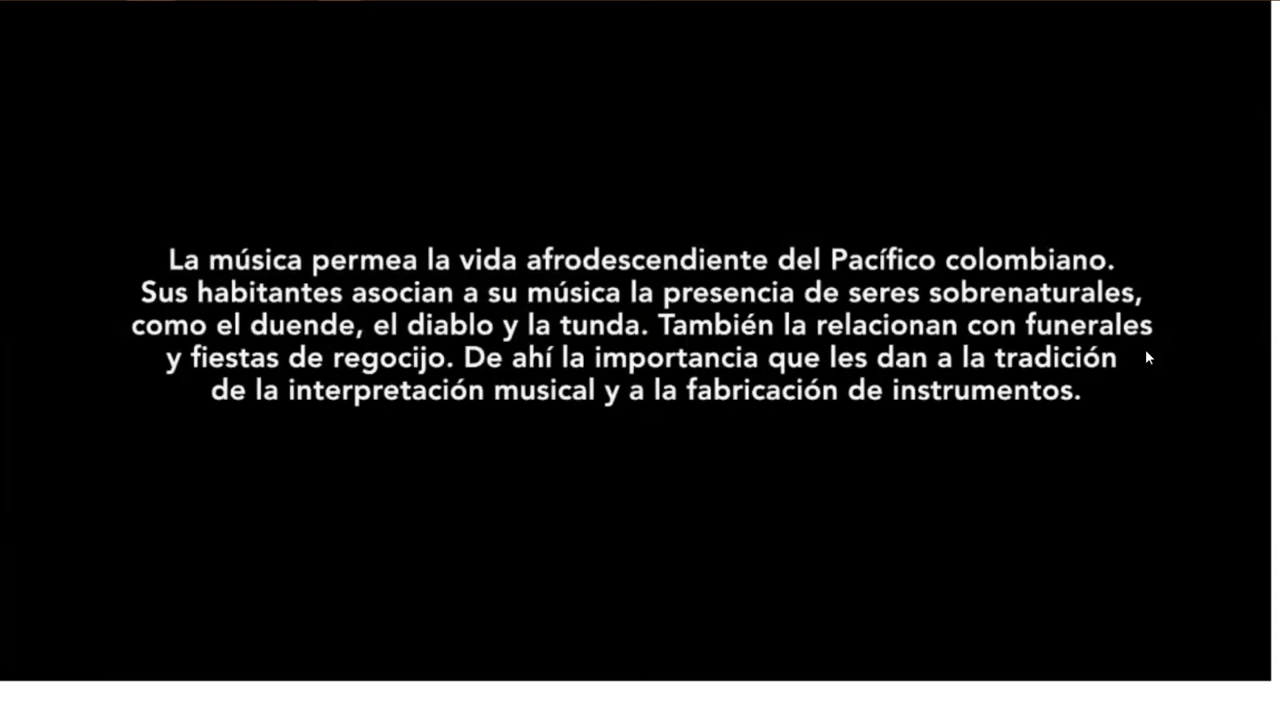 La música permea la vida afrodescendiente del Pacífico colombiano.
Sus habitantes asocian a su música la presencia de seres sobrenaturales,
como el duende, el diablo y la tunda. También la relacionan con funerales
y fiestas de regocijo. De ahí la importancia que les dan a la tradición
de la interpretación musical y a la fabricación de instrumentos.